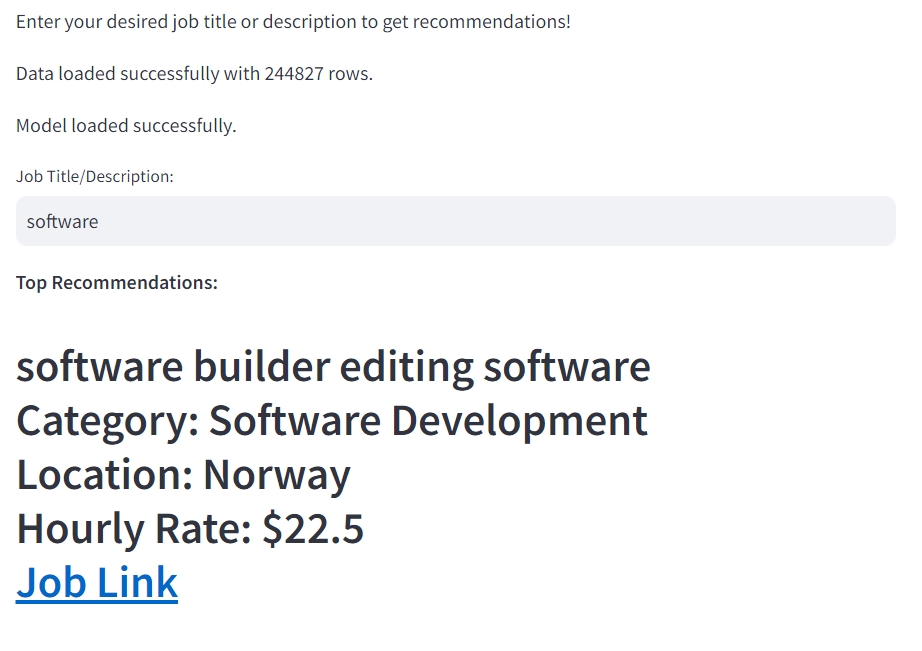 Enter your desired job title or description to get recommendations!
Data loaded successfully with 244827 rows.
Model loaded successfully.
Job Title/Description:
software
Top Recommendations:
software builder editing software
Category: Software Development
Location: Norway
Hourly Rate: $22.5
Job Link